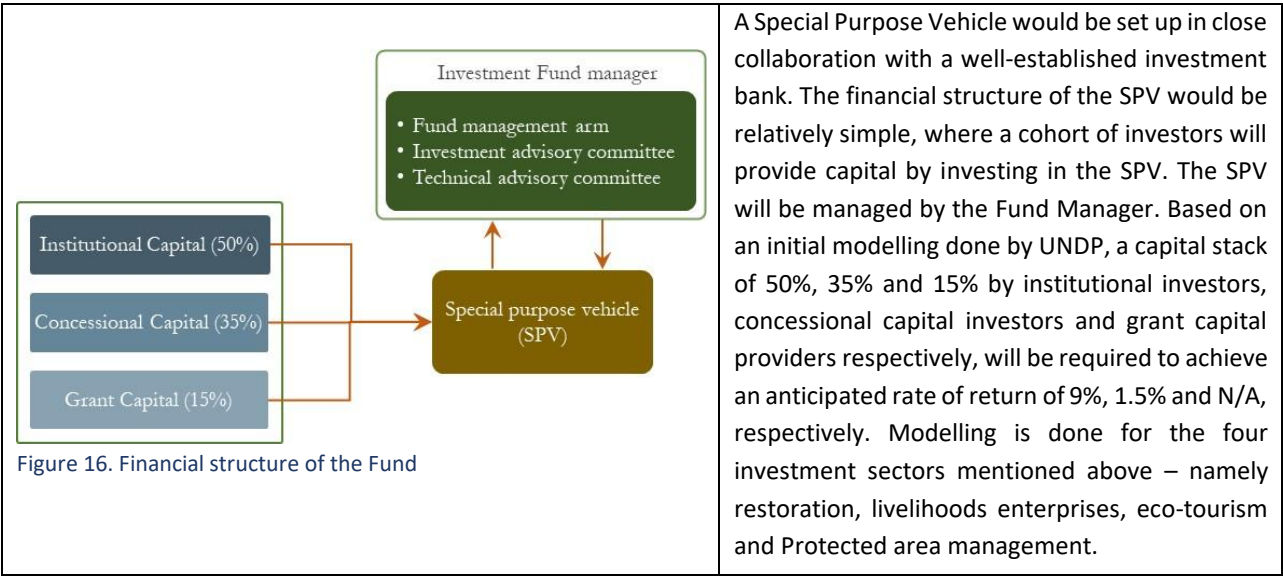 Investment Fund manager
• Fund management arm
• Investment advisory committee
• Technical advisory committee
Institutional Capital (50%)
Concessional Capital (35%)
Grant Capital (15%)
Special purpose vehicle
(SPV)
Figure 16. Financial structure of the Fund
A Special Purpose Vehicle would be set up in close
collaboration with a well-established investment
bank. The financial structure of the SPV would be
relatively simple, where a cohort of investors will
provide capital by investing in the SPV. The SPV
will be managed by the Fund Manager. Based on
an initial modelling done by UNDP, a capital stack
of 50%, 35% and 15% by institutional investors,
concessional capital investors and grant capital
providers respectively, will be required to achieve
an anticipated rate of return of 9%, 1.5% and N/A,
respectively. Modelling is done for the four
investment sectors mentioned above – namely
restoration, livelihoods enterprises, eco-tourism
and Protected area management.